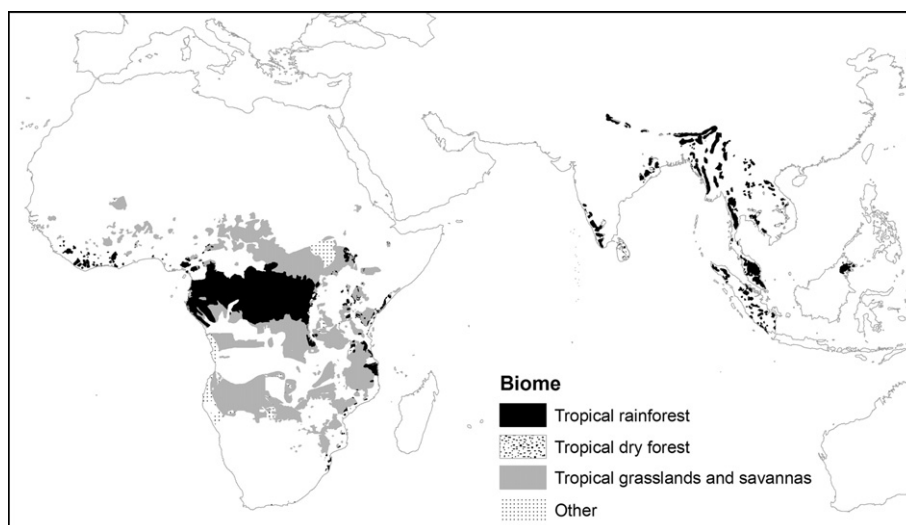 Biome
Tropical rainforest
Tropical dry forest
Tropical grasslands and savannas
Other